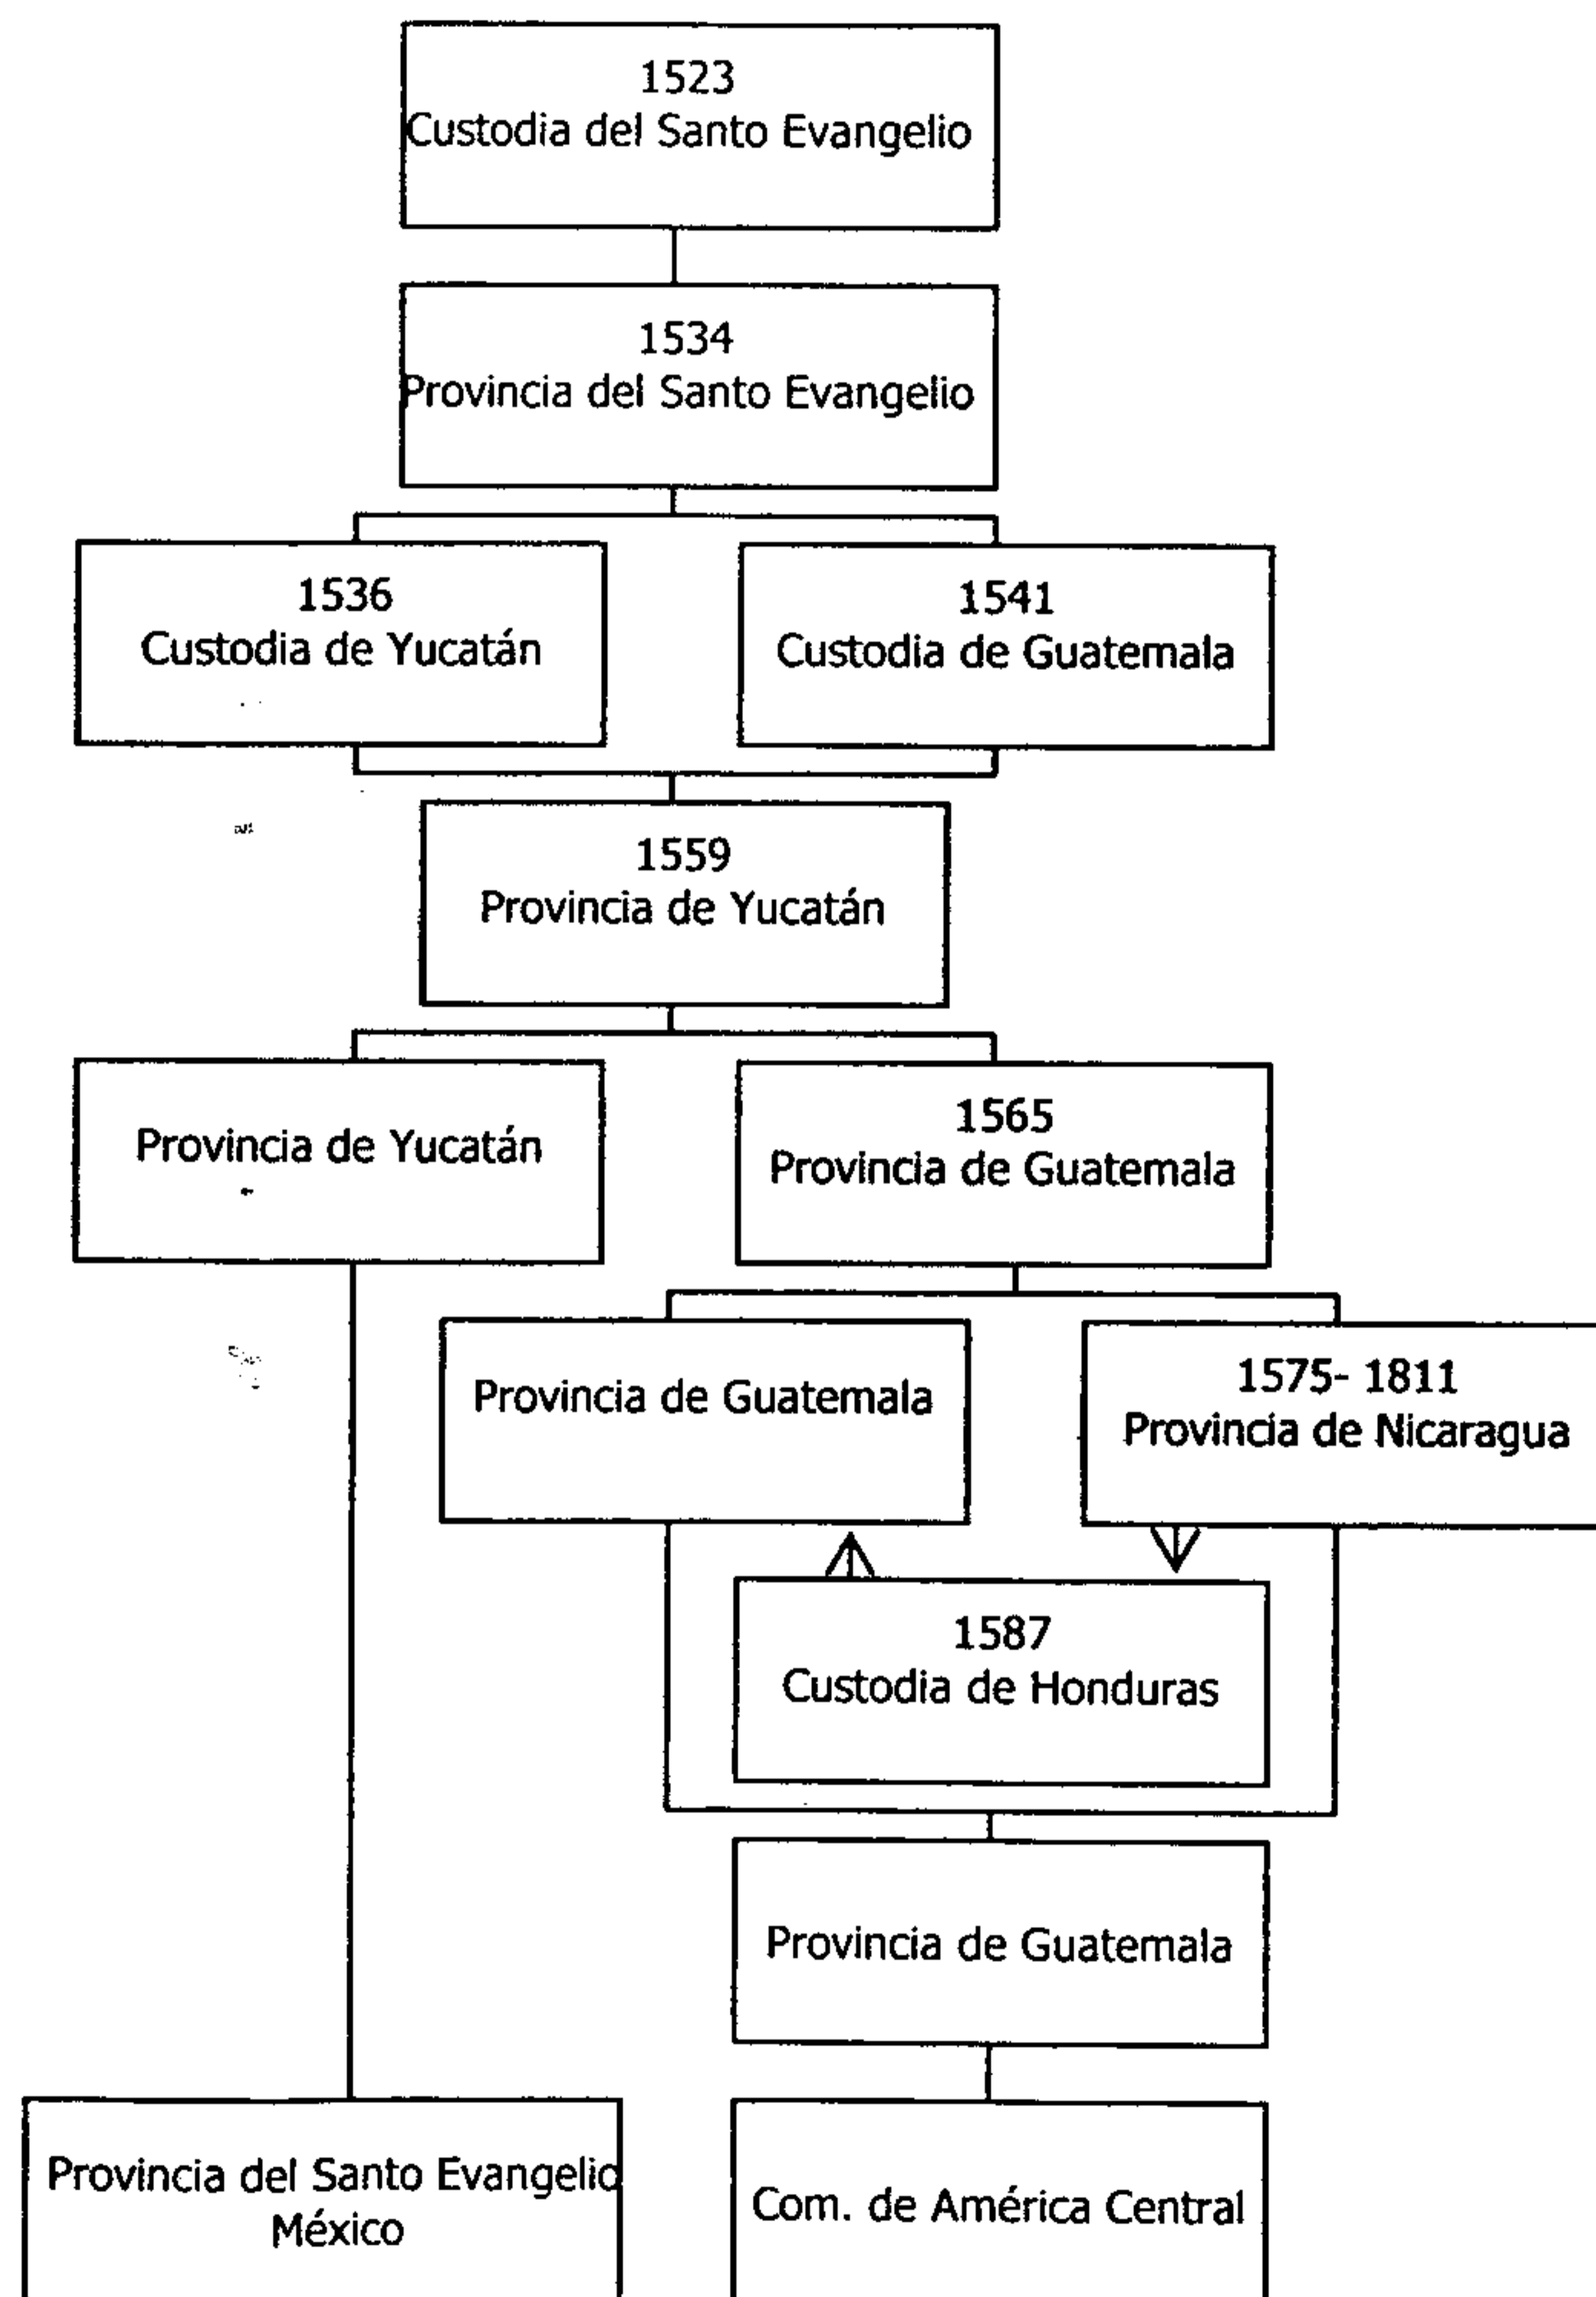 1523
Custodia del Santo Evangelio
1534
Provincia del Santo Evangelio
1536
Custodia de Yucatán
1541
Custodia de Guatemala
1559
Provincia de Yucatán
Provincia de Yucatán
1565
Provincia de Guatemala
Provincia de Guatemala
1575- 1811
Provincia de Nicaragua
1587
Custodia de Honduras
Provincia de Guatemala
Provincia del Santo Evangelio
México
Com. de América Central